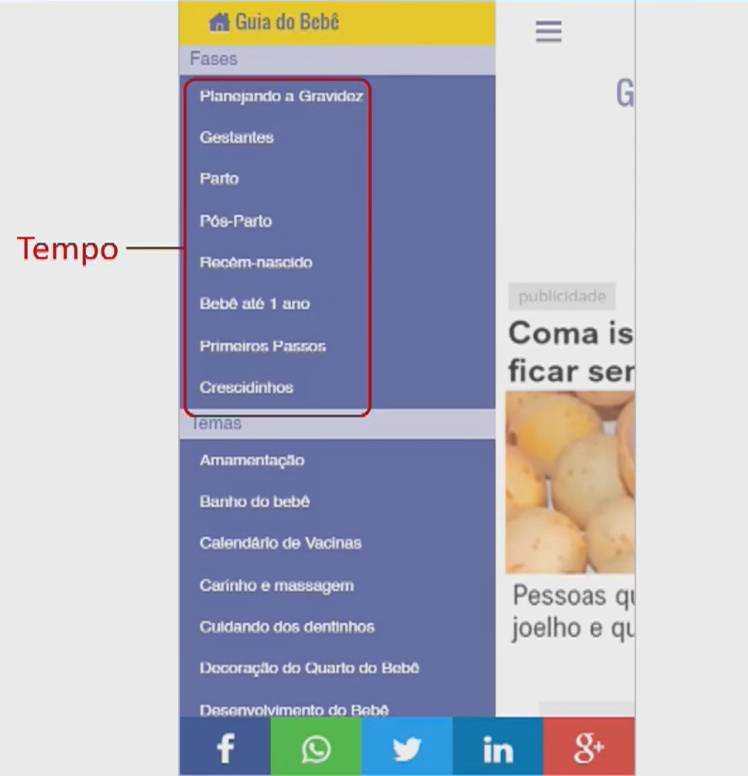 Guia do Bebê
Fases
Planejando a Gravidez
Gestantes
Parto
Pós-Parto
Recém-nascido
Bebê até 1 ano
Primeiros Passos
Crescidinhos
Tempo
Temas
Amamentação
Banho do bebê
Calendário de Vacinas
Carinho e massagem
Cuidando dos dentinhos
Decoração do Quarto do Bebê
Desenvolvimento do Bebê
G
publicidade
Coma is
ficar ser
Pessoas qu
joelho e qu
f
in
g+